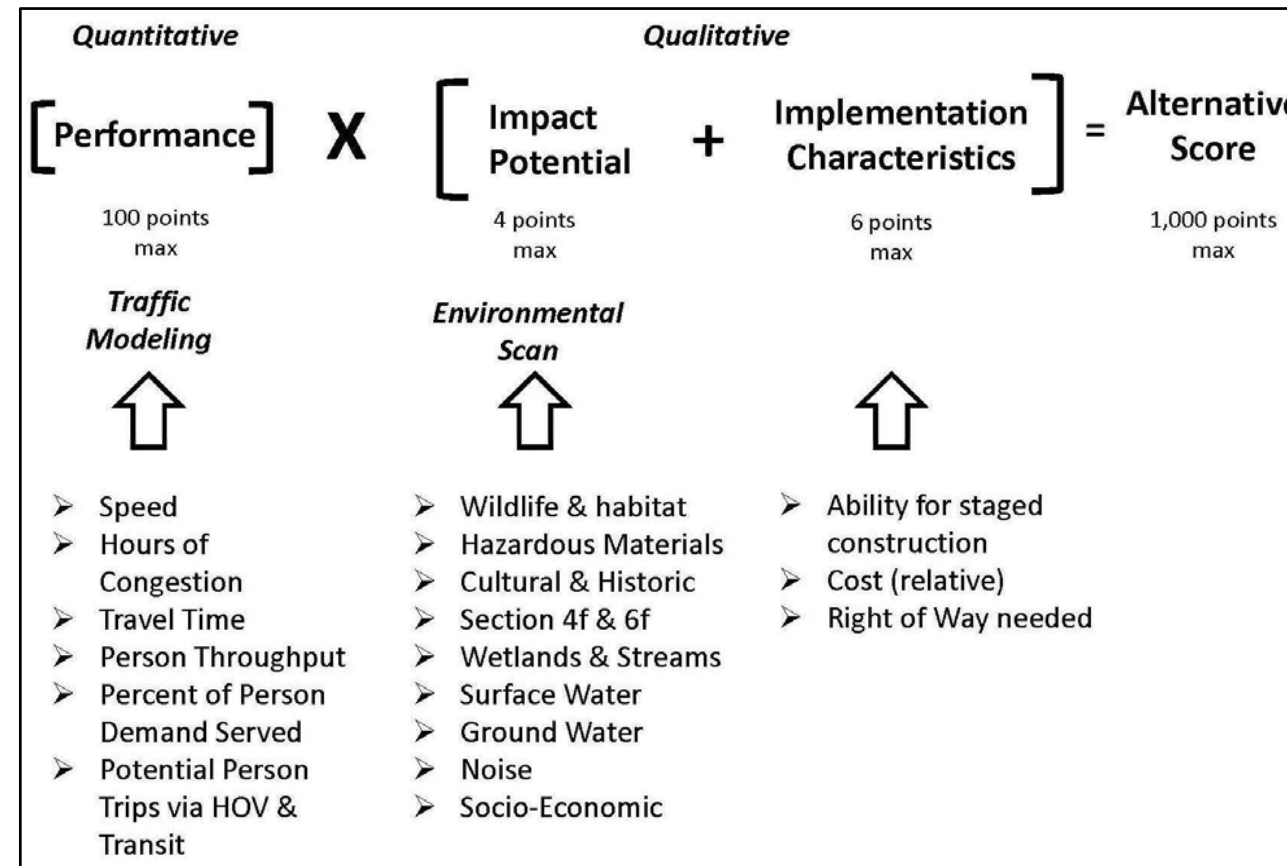 Quantitative
Qualitative
[Performance] X [Impact Potential + Implementation Characteristics] = Alternative Score
100 points
max
4 points
max
6 points
max
1,000 points
max
Traffic
Modeling
Environmental
Scan
➢ Speed
➢ Hours of
Congestion
➢ Travel Time
➢ Person Throughput
➢ Percent of Person
Demand Served
➢ Potential Person
Trips via HOV &
Transit
➢ Wildlife & habitat
➢ Hazardous Materials
➢ Cultural & Historic
➢ Section 4f & 6f
➢ Wetlands & Streams
➢ Surface Water
➢ Ground Water
➢ Noise
➢ Socio-Economic
➢ Ability for staged
construction
➢ Cost (relative)
➢ Right of Way needed